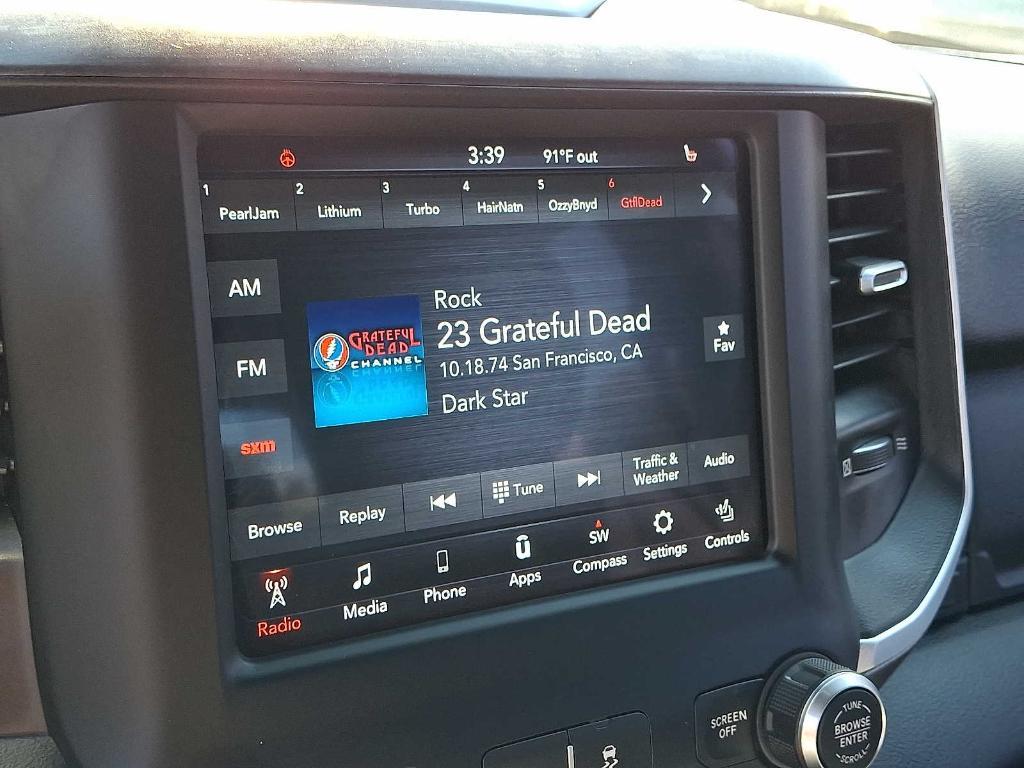 3:39 91°F out
1 PearlJam 2 Lithium 3 Turbo 4 HairNatn 5 OzzyBnyd 6 GtflDead
AM
FM
sxm
GRATEFUL
DEAD
CHANNEL
Rock
23 Grateful Dead
10.18.74 San Francisco, CA
Dark Star
Fav
Browse Replay Tune Traffic &
Weather Audio
Radio Media Phone Apps SW
Compass Settings Controls
SCREEN
OFF
TUNE
BROWSE
ENTER
SCROLL